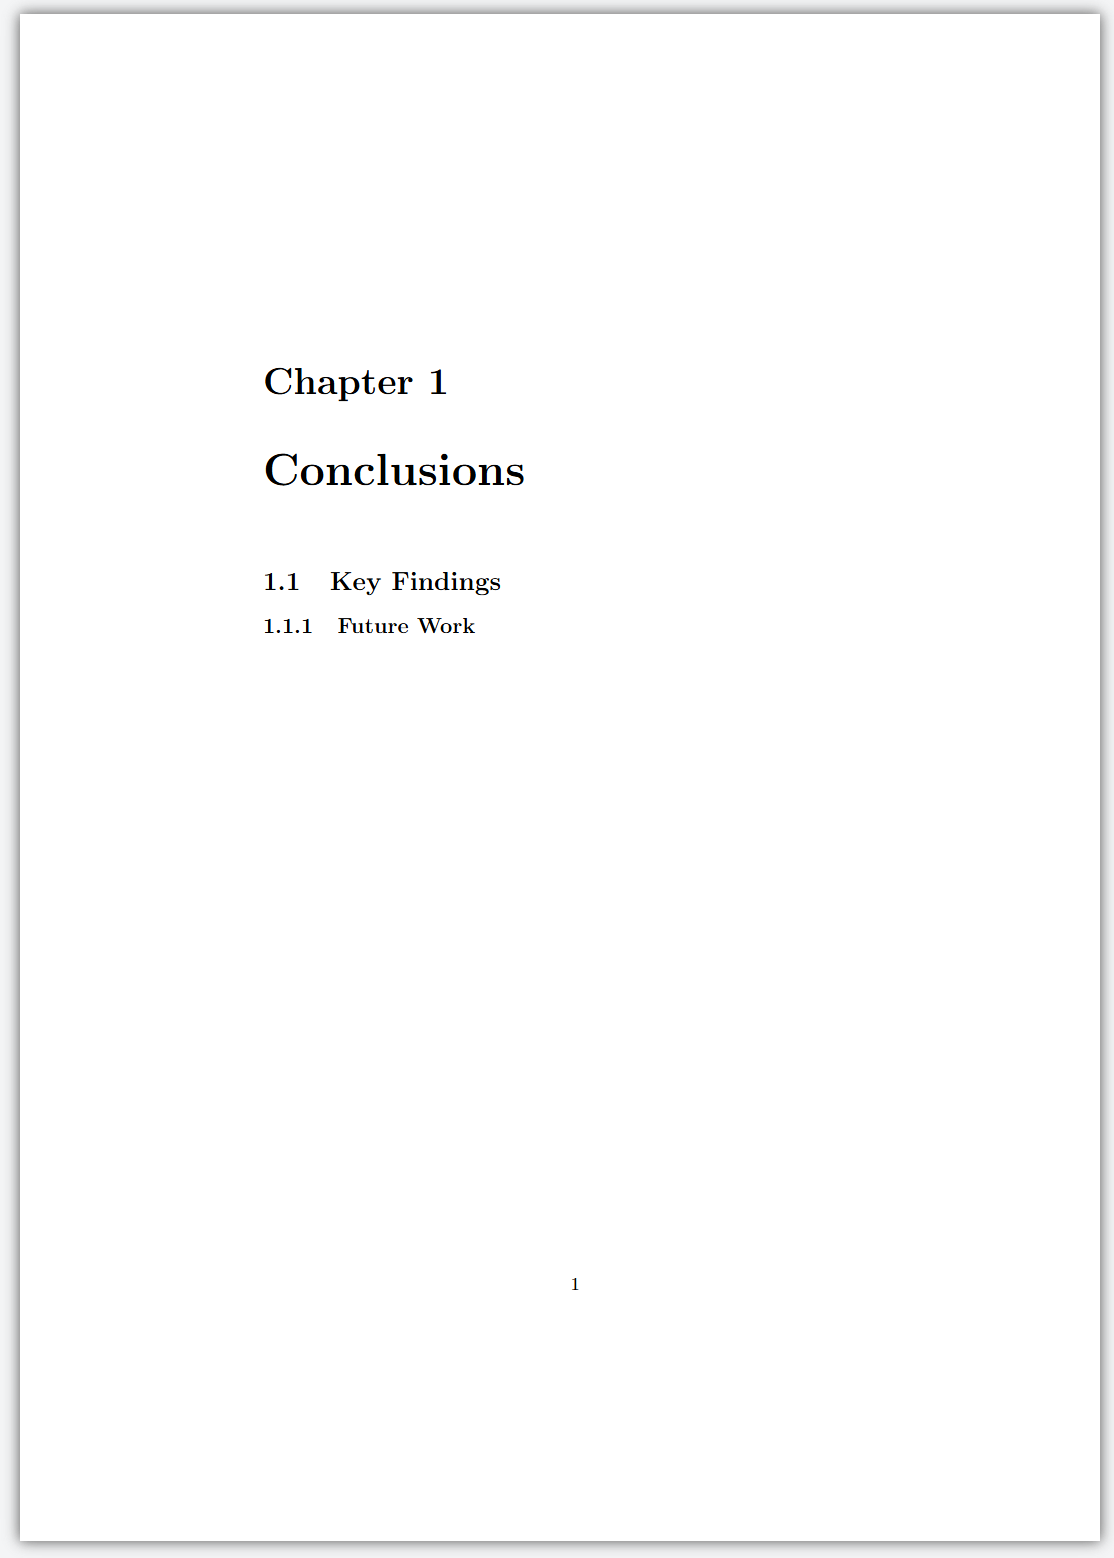 Chapter 1
Conclusions
1.1 Key Findings
1.1.1 Future Work
1